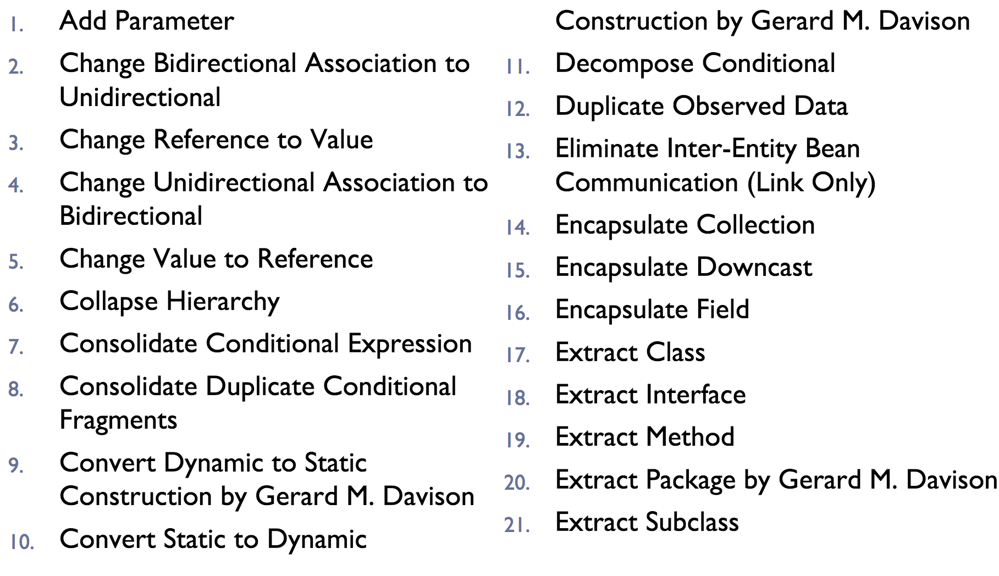 1. Add Parameter
2. Change Bidirectional Association to
Unidirectional
3. Change Reference to Value
4. Change Unidirectional Association to
Bidirectional
5. Change Value to Reference
6. Collapse Hierarchy
7. Consolidate Conditional Expression
8. Consolidate Duplicate Conditional
Fragments
9. Convert Dynamic to Static
Construction by Gerard M. Davison
10. Convert Static to Dynamic
Construction by Gerard M. Davison
11. Decompose Conditional
12. Duplicate Observed Data
13. Eliminate Inter-Entity Bean
Communication (Link Only)
14. Encapsulate Collection
15. Encapsulate Downcast
16. Encapsulate Field
17. Extract Class
18. Extract Interface
19. Extract Method
20. Extract Package by Gerard M. Davison
21. Extract Subclass